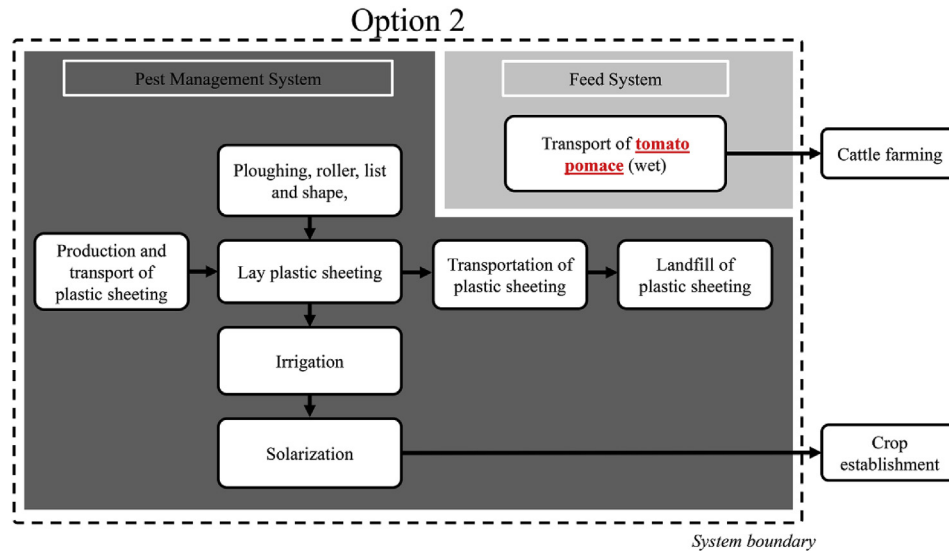 Option 2
Pest Management System
Feed System
Transport of tomato
pomace (wet)
Cattle farming
Ploughing, roller, list
and shape,
Production and
transport of
plastic sheeting
Lay plastic sheeting
Transportation of
plastic sheeting
Landfill of
plastic sheeting
Irrigation
Solarization
Crop
establishment
System boundary